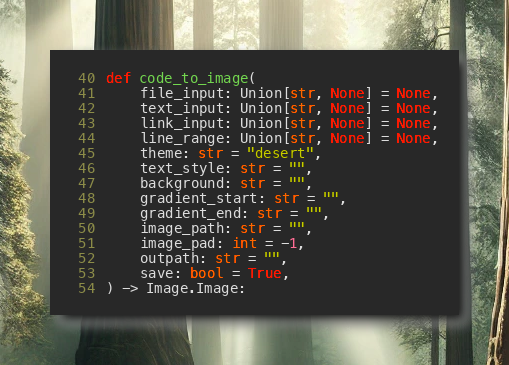 40 def code_to_image(
41     file_input: Union[str, None] = None,
42     text_input: Union[str, None] = None,
43     link_input: Union[str, None] = None,
44     line_range: Union[str, None] = None,
45     theme: str = "desert",
46     text_style: str = "",
47     background: str = "",
48     gradient_start: str = "",
49     gradient_end: str = "",
50     image_path: str = "",
51     image_pad: int = -1,
52     outpath: str = "",
53     save: bool = True,
54 ) -> Image.Image: